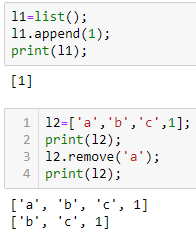 l1=list();
l1.append(1);
print(l1);
[1]
1 l2=['a','b','c',1];
2 print(l2);
3 l2.remove('a');
4 print(l2);
['a', 'b', 'c', 1]
['b', 'c', 1]